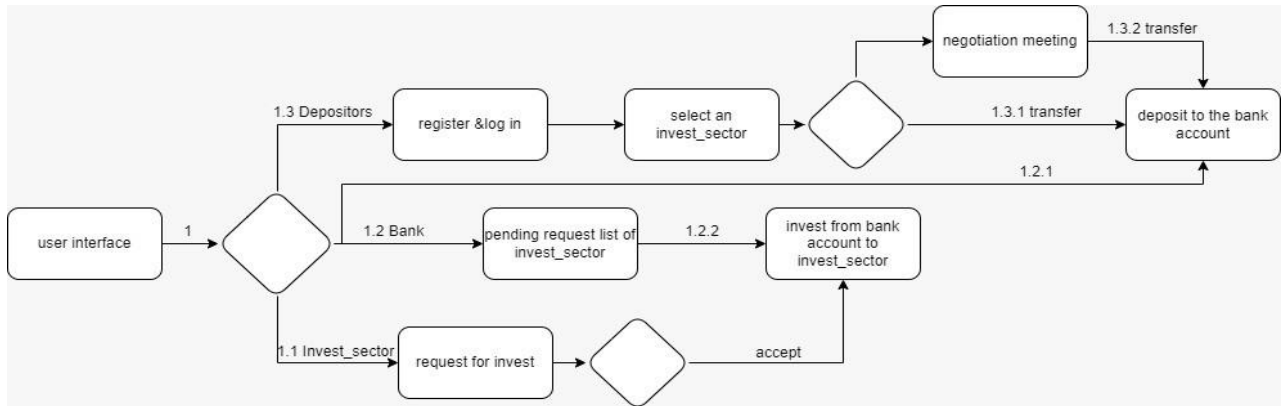 negotiation meeting
1.3.2 transfer
1.3 Depositors
register &log in
select an
invest_sector
1.3.1 transfer
deposit to the bank
account
1.2.1
user interface
1
1.2 Bank
pending request list of
invest_sector
1.2.2
invest from bank
account to
invest_sector
1.1 Invest_sector
request for invest
accept